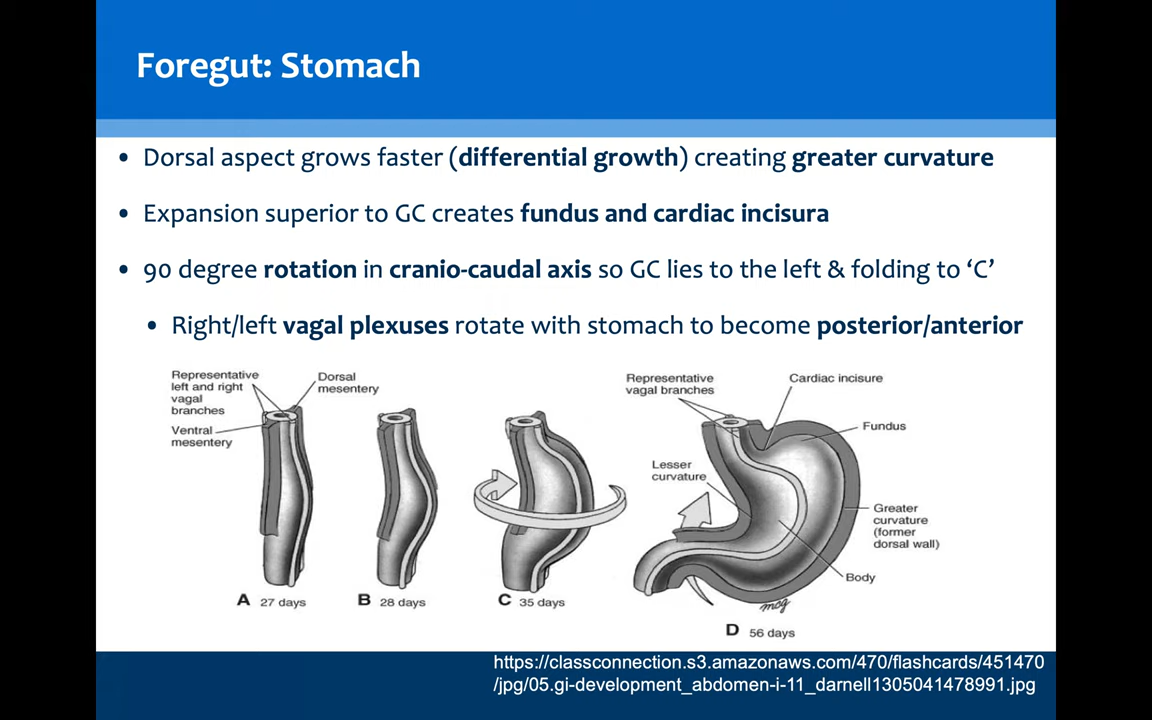 Foregut: Stomach
• Dorsal aspect grows faster (differential growth) creating greater curvature
• Expansion superior to GC creates fundus and cardiac incisura
• 90 degree rotation in cranio-caudal axis so GC lies to the left & folding to ‘C’
• Right/left vagal plexuses rotate with stomach to become posterior/anterior
Representative
left and right
vagal
branches
Dorsal
mesentery
Ventral
mesentery
A 27 days
B 28 days
C 35 days
Representative
vagal branches
Cardiac incisure
Fundus
Lesser
curvature
Greater
curvature
(former
dorsal wall)
Body
mog
D 56 days
https://classconnection.s3.amazonaws.com/470/flashcards/451470
/jpg/05.gi-development_abdomen-i-11_darnell1305041478991.jpg